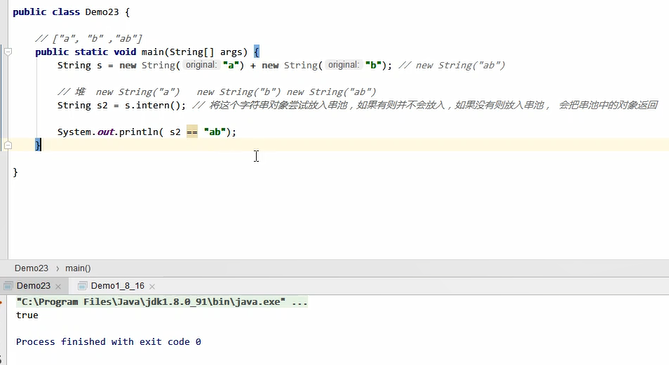 public class Demo23 {
// ["a", "b" ,"ab"]
public static void main(String[] args) {
String s = new String( original: "a") + new String( original: "b"); // new String("ab")
// 堆 new String("a") new String("b") new String("ab")
String s2 = s.intern(); // 将这个字符串对象尝试放入串池，如果有则并不会放入，如果没有则放入串池， 会把串池中的对象返回
System.out.println( s2 == "ab");
}
}
Demo23 › main()
Demo23 × Demo1_8_16 ×
"C:\Program Files\Java\jdk1.8.0_91\bin\java.exe" ...
true
Process finished with exit code 0